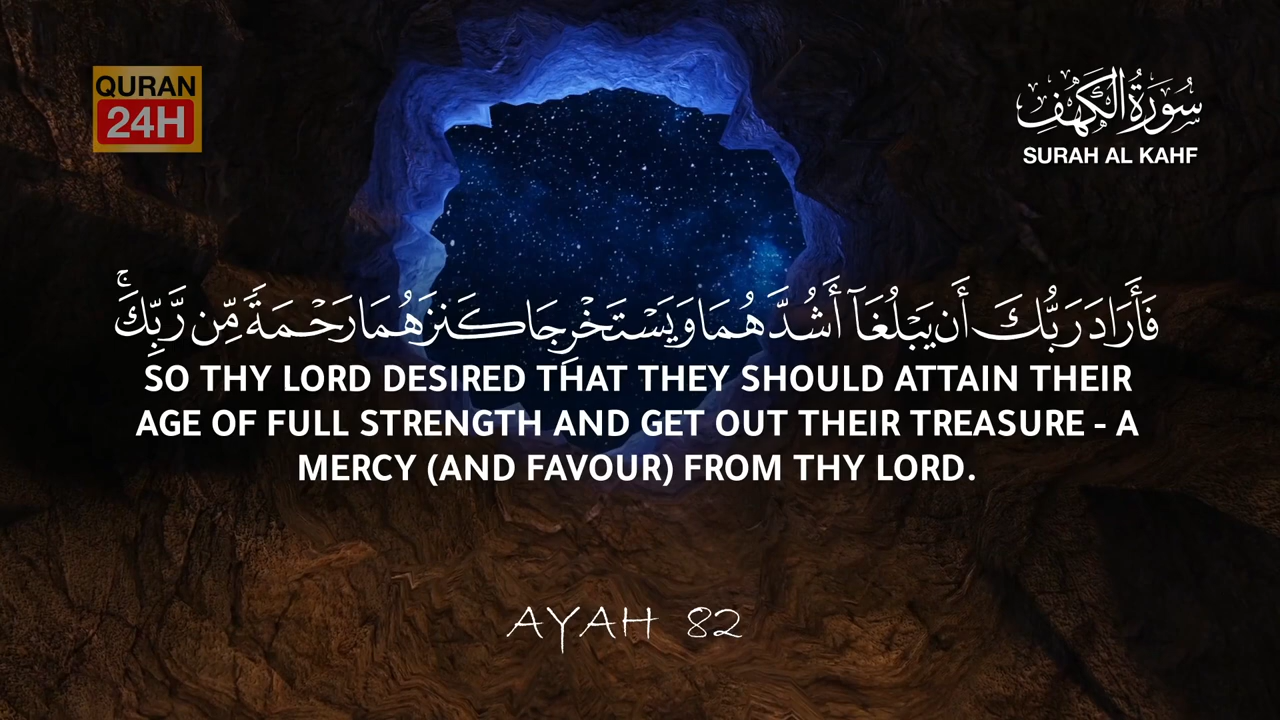 QURAN
24H
سُورَةُ الْكَهْفِ
SURAH AL KAHF
فَأَرَادَ رَبُّكَ أَن يَبْلُغَآ أَشُدَّهُمَا وَيَسْتَخْرِجَا كَنزَهُمَا رَحْمَةً مِّن رَّبِّكَ ۚ
SO THY LORD DESIRED THAT THEY SHOULD ATTAIN THEIR
AGE OF FULL STRENGTH AND GET OUT THEIR TREASURE - A
MERCY (AND FAVOUR) FROM THY LORD.
AYAH 82